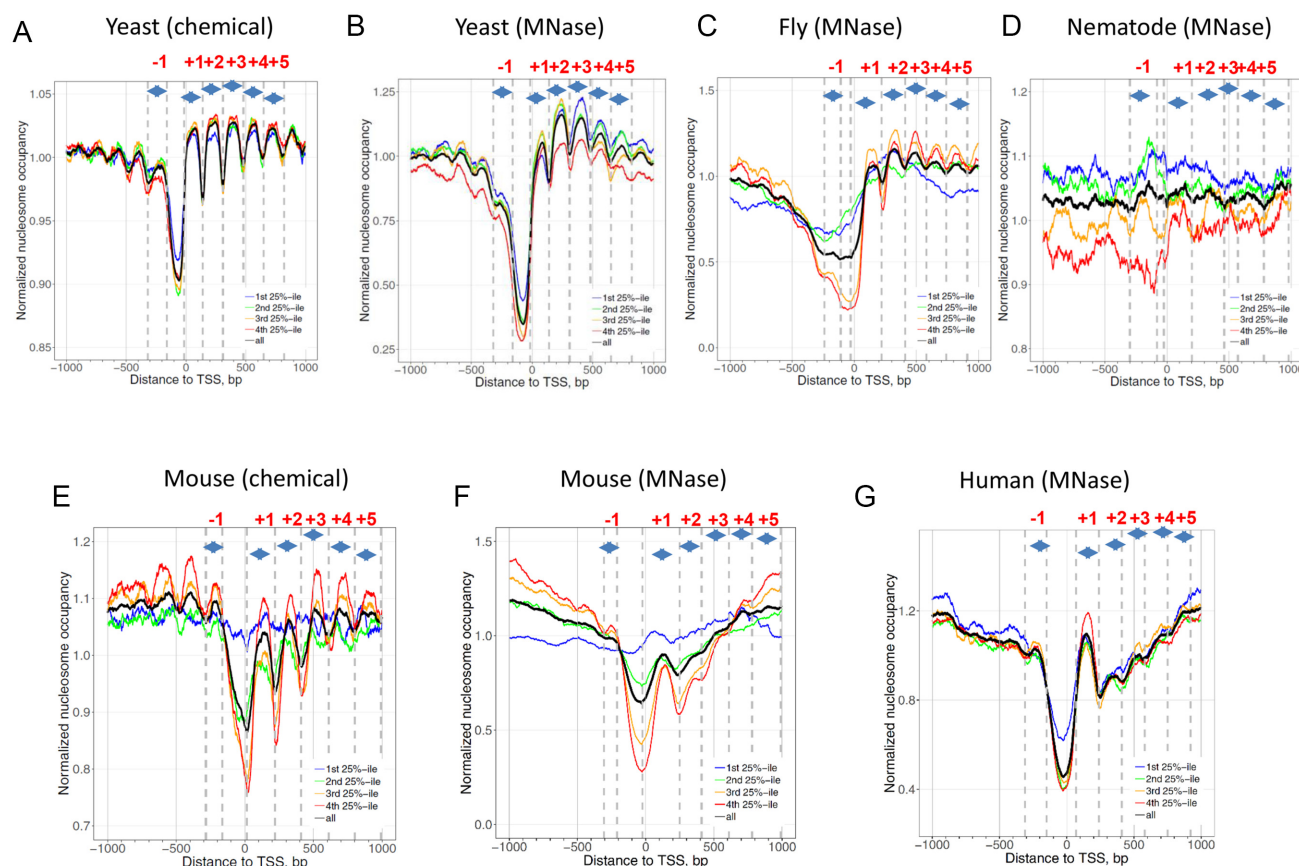 A
Yeast (chemical)
-1 +1 +2 +3 +4 +5
Normalized nucleosome occupancy
1.05
1.00
0.95
0.90
0.85
1st 25%-ile
2nd 25%-ile
3rd 25%-ile
4th 25%-ile
all
−1000 −500 0 500 1000
Distance to TSS, bp
B
Yeast (MNase)
-1 +1 +2 +3 +4 +5
Normalized nucleosome occupancy
1.25
1.00
0.75
0.50
0.25
1st 25%-ile
2nd 25%-ile
3rd 25%-ile
4th 25%-ile
all
−1000 −500 0 500 1000
Distance to TSS, bp
C
Fly (MNase)
-1 +1 +2 +3 +4 +5
Normalized nucleosome occupancy
1.5
1.0
0.5
0.0
1st 25%-ile
2nd 25%-ile
3rd 25%-ile
4th 25%-ile
all
−1000 −500 0 500 1000
Distance to TSS, bp
D
Nematode (MNase)
-1 +1 +2 +3 +4 +5
Normalized nucleosome occupancy
1.2
1.1
1.0
0.9
0.8
1st 25%-ile
2nd 25%-ile
3rd 25%-ile
4th 25%-ile
all
−1000 −500 0 500 1000
Distance to TSS, bp
E
Mouse (chemical)
-1 +1 +2 +3 +4 +5
Normalized nucleosome occupancy
1.2
1.1
1.0
0.9
0.8
0.7
1st 25%-ile
2nd 25%-ile
3rd 25%-ile
4th 25%-ile
all
−1000 −500 0 500 1000
Distance to TSS, bp
F
Mouse (MNase)
-1 +1 +2 +3 +4 +5
Normalized nucleosome occupancy
1.5
1.0
0.5
0.0
1st 25%-ile
2nd 25%-ile
3rd 25%-ile
4th 25%-ile
all
−1000 −500 0 500 1000
Distance to TSS, bp
G
Human (MNase)
-1 +1 +2 +3 +4 +5
Normalized nucleosome occupancy
1.2
0.8
0.4
1st 25%-ile
2nd 25%-ile
3rd 25%-ile
4th 25%-ile
all
−1000 −500 0 500 1000
Distance to TSS, bp